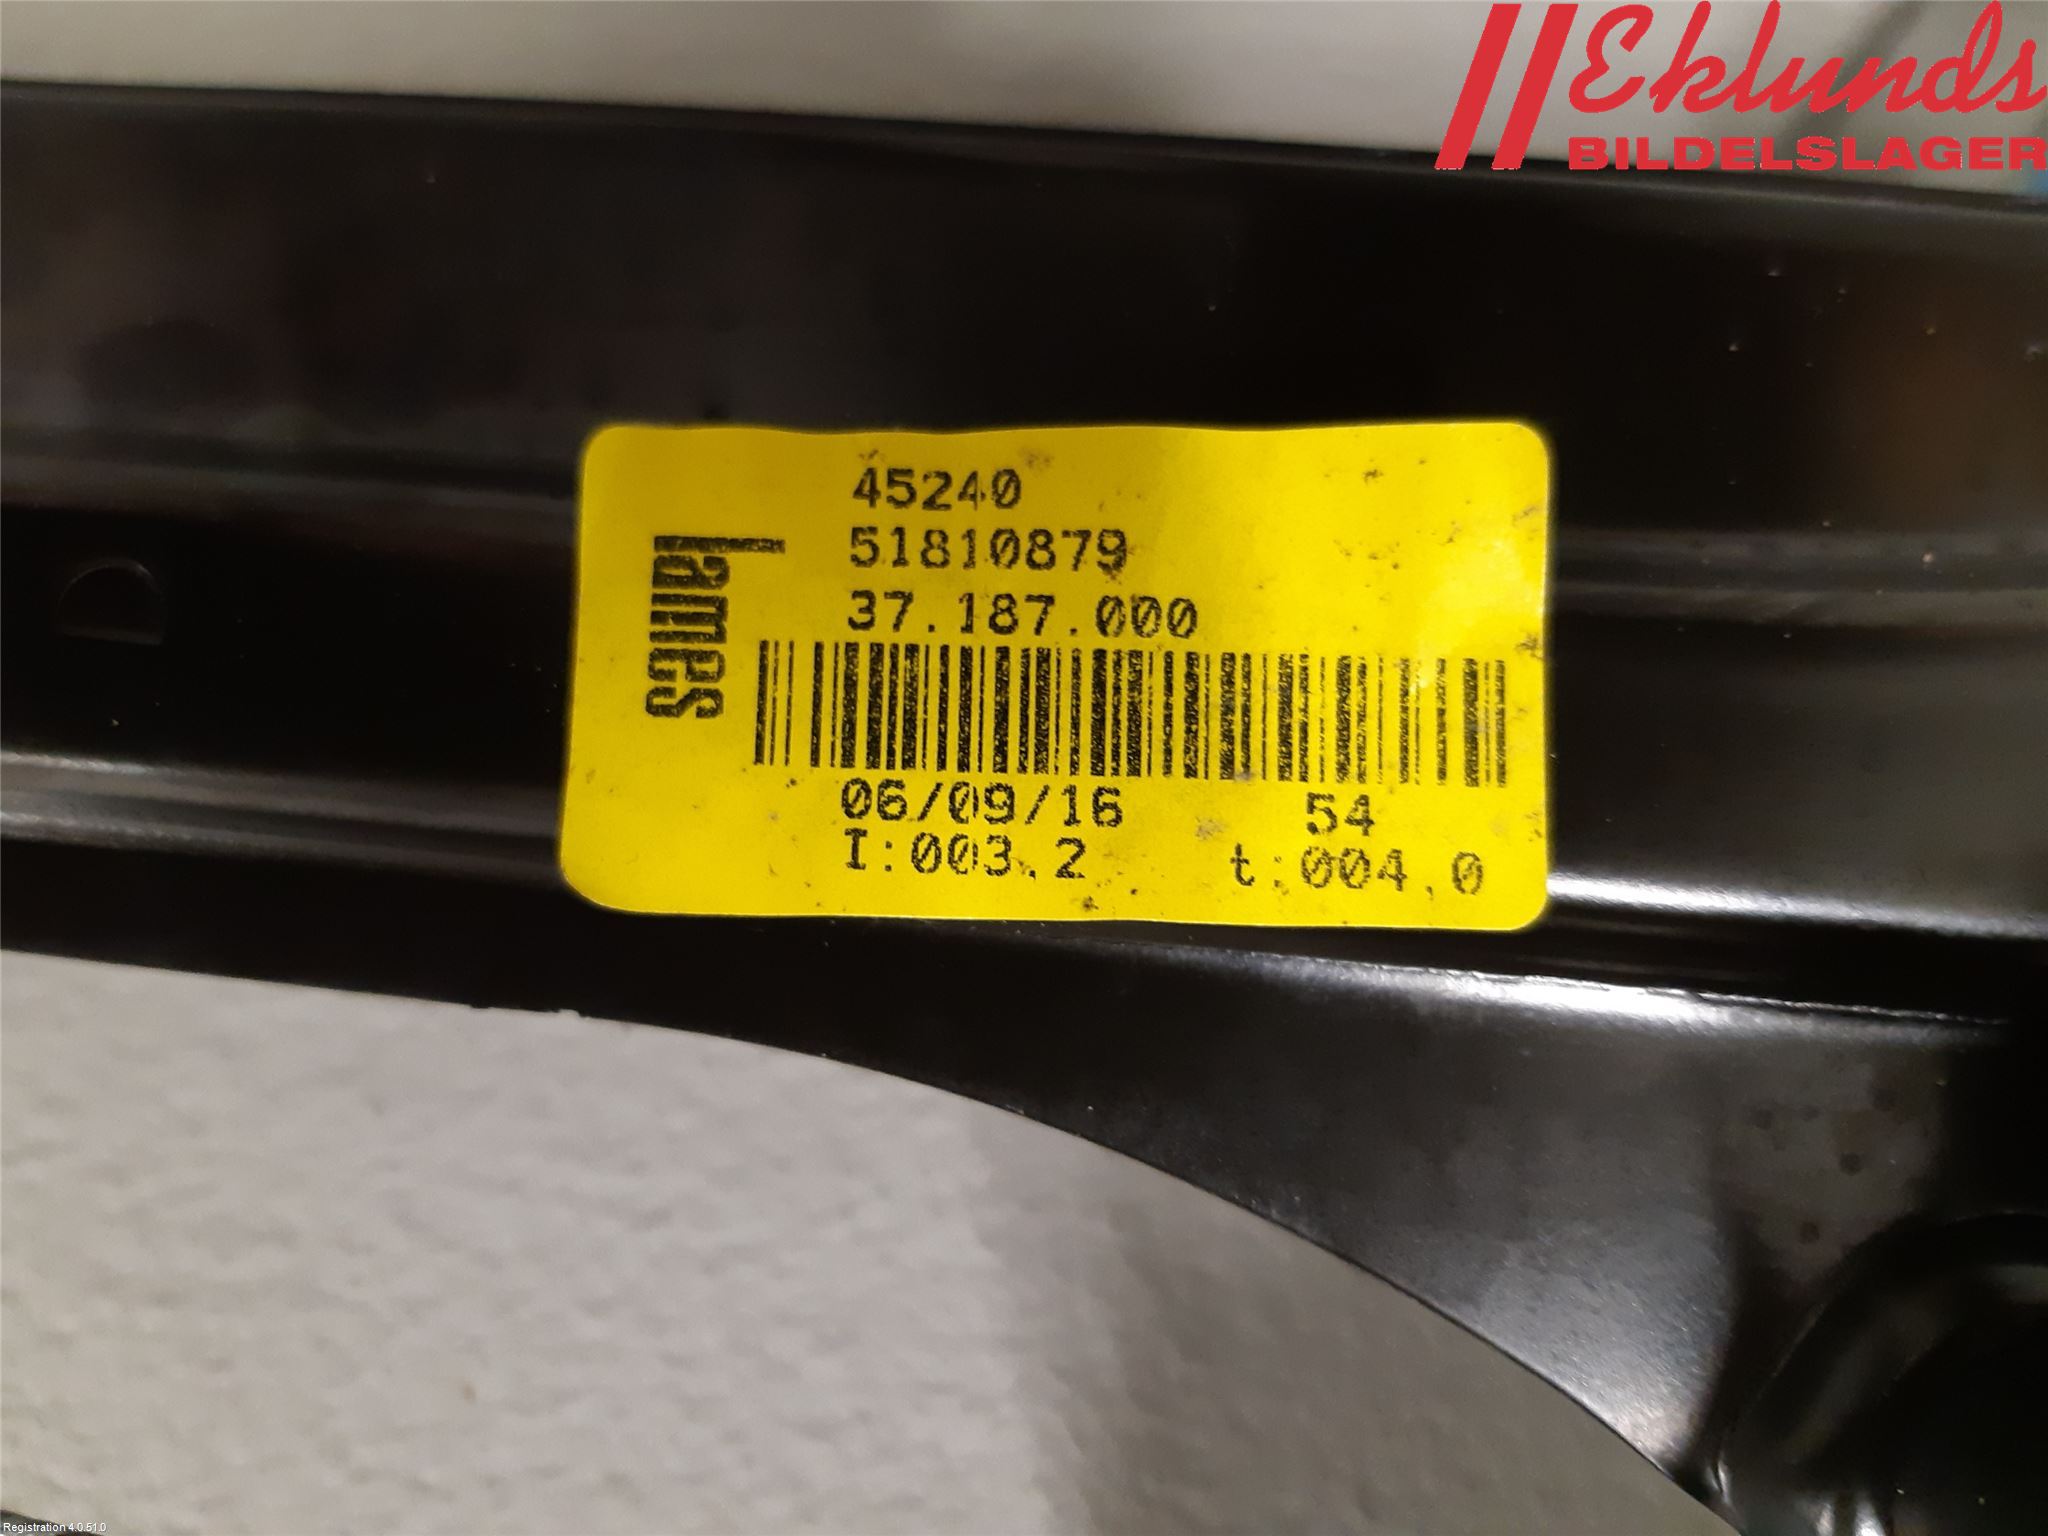 Eklunds
BILDELSLAGER
45240
51810879
37.187.000
Lames
06/09/16 54
I:003.2 t:004.0
Registration 4.0.51.0